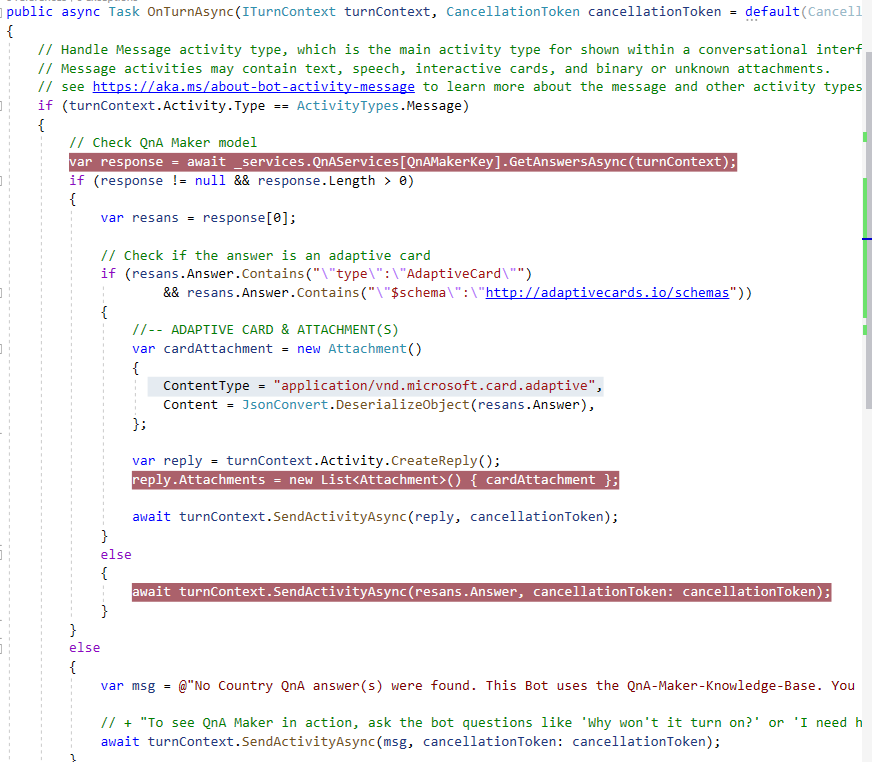 public async Task OnTurnAsync(ITurnContext turnContext, CancellationToken cancellationToken = default(Cancell
{
// Handle Message activity type, which is the main activity type for shown within a conversational interf
// Message activities may contain text, speech, interactive cards, and binary or unknown attachments.
// see https://aka.ms/about-bot-activity-message to learn more about the message and other activity types
if (turnContext.Activity.Type == ActivityTypes.Message)
{
// Check QnA Maker model
var response = await _services.QnAServices[QnAMakerKey].GetAnswersAsync(turnContext);
if (response != null && response.Length > 0)
{
var resans = response[0];
// Check if the answer is an adaptive card
if (resans.Answer.Contains("\"type\":\"AdaptiveCard\"")
&& resans.Answer.Contains("\"$schema\":\"http://adaptivecards.io/schemas"))
{
//-- ADAPTIVE CARD & ATTACHMENT(S)
var cardAttachment = new Attachment()
{
ContentType = "application/vnd.microsoft.card.adaptive",
Content = JsonConvert.DeserializeObject(resans.Answer),
};
var reply = turnContext.Activity.CreateReply();
reply.Attachments = new List<Attachment>() { cardAttachment };
await turnContext.SendActivityAsync(reply, cancellationToken);
}
else
{
await turnContext.SendActivityAsync(resans.Answer, cancellationToken: cancellationToken);
}
}
else
{
var msg = @"No Country QnA answer(s) were found. This Bot uses the QnA-Maker-Knowledge-Base. You
// + "To see QnA Maker in action, ask the bot questions like 'Why won't it turn on?' or 'I need h
await turnContext.SendActivityAsync(msg, cancellationToken: cancellationToken);
}